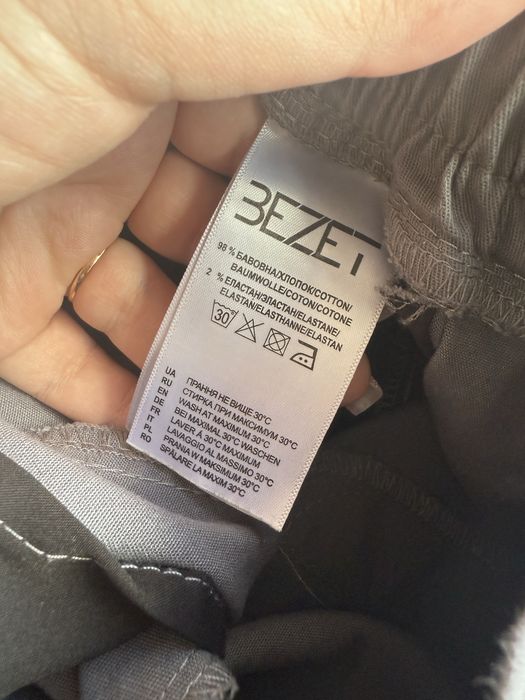 BEZET
98 % БАВОВНА/ХЛОПОК/COTTON/
BAUMWOLLE/COTON/COTONE
2 % ЕЛАСТАН/ЭЛАСТАН/ELASTANE/
ELASTAN/ELASTHANNE/ELASTAN
30°
UA ПРАННЯ НЕ ВИЩЕ 30°C
RU СТИРКА ПРИ МАКСИМУМ 30°C
EN WASH AT MAXIMUM 30°C
DE BEI MAXIMAL 30°C WASCHEN
FR LAVER À 30°C MAXIMUM
IT LAVAGGIO AL MASSIMO 30°C
PL PRANIA W MAKSIMUM 30°C
RO SPĂLARE LA MAXIM 30°C